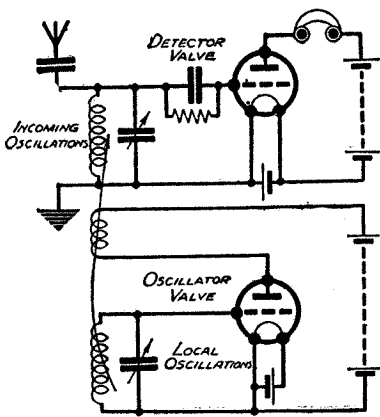 DETECTOR
VALVE
INCOMING
OSCILLATIONS
OSCILLATOR
VALVE
LOCAL
OSCILLATIONS